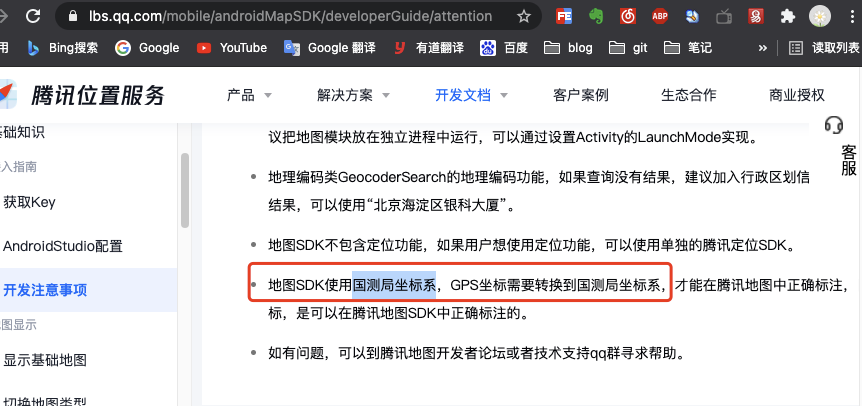 lbs.qq.com/mobile/androidMapSDK/developerGuide/attention
用 Bing搜索 Google YouTube Google 翻译 有道翻译 百度 blog git 笔记 » 读取列表
腾讯位置服务 产品 解决方案 开发文档 客户案例 生态合作 商业授权
基础知识
入指南
获取Key
AndroidStudio配置
开发注意事项
图显示
显示基础地图
切换地图类型
议把地图模块放在独立进程中运行，可以通过设置Activity的LaunchMode实现。
地理编码类GeocoderSearch的地理编码功能，如果查询没有结果，建议加入行政区划信
结果，可以使用“北京海淀区银科大厦”。
地图SDK不包含定位功能，如果用户想使用定位功能，可以使用单独的腾讯定位SDK。
地图SDK使用国测局坐标系，GPS坐标需要转换到国测局坐标系，才能在腾讯地图中正确标注，
标，是可以在腾讯地图SDK中正确标注的。
如有问题，可以到腾讯地图开发者论坛或者技术支持qq群寻求帮助。
客服